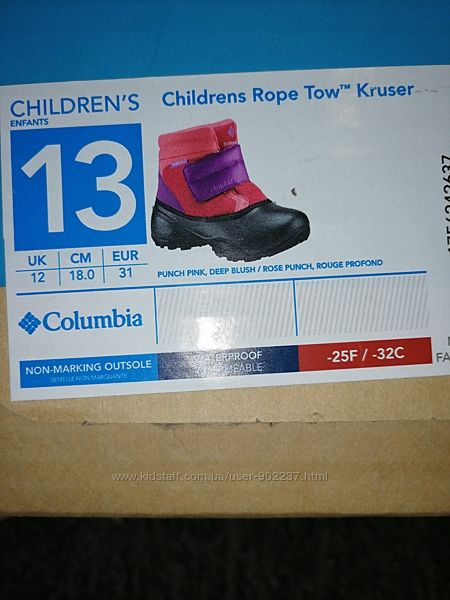 CHILDREN'S
ENFANTS
Childrens Rope Tow™ Kruser
13
UK CM EUR
12 18.0 31
PUNCH PINK, DEEP BLUSH / ROSE PUNCH, ROUGE PROFOND
Columbia
Columbia
NON-MARKING OUTSOLE
SEMELLE NON MARQUANTE
WATERPROOF
-25F / -32C
FA
www.kidstaff.com.ua/user-902237.html